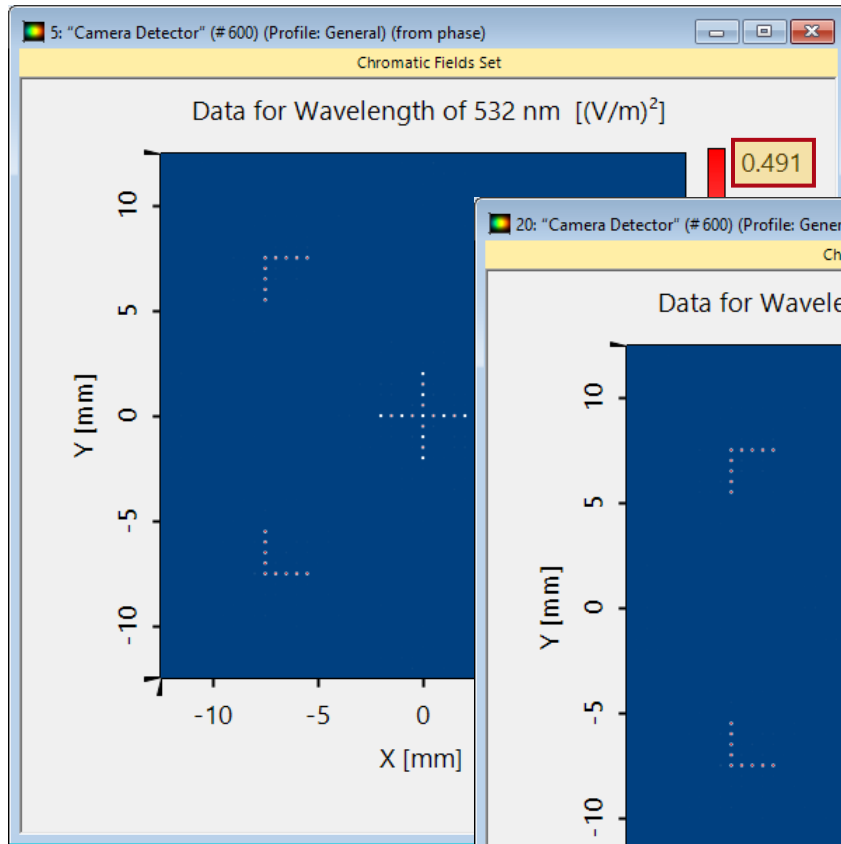 5: "Camera Detector" (#600) (Profile: General) (from phase)
Chromatic Fields Set
Data for Wavelength of 532 nm [(V/m)²]
0.491
10
5
0
-5
-10
Y [mm]
-10
-5
0
X [mm]
20: "Camera Detector" (#600) (Profile: Gener
Ch
Data for Wavele
10
5
0
-5
-10
Y [mm]